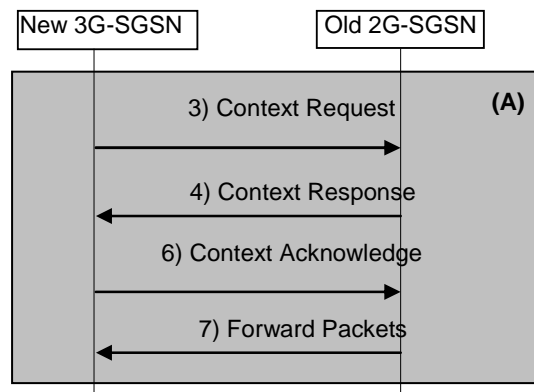 New 3G-SGSN Old 2G-SGSN
(A)
3) Context Request
4) Context Response
6) Context Acknowledge
7) Forward Packets